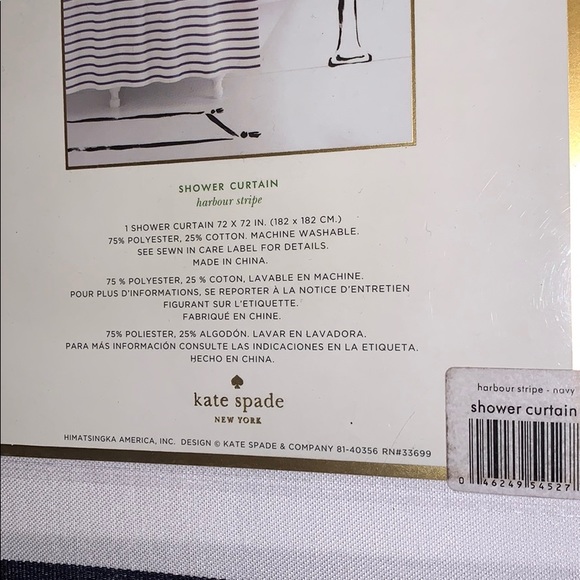 SHOWER CURTAIN
harbour stripe
1 SHOWER CURTAIN 72 X 72 IN. (182 x 182 CM.)
75% POLYESTER, 25% COTTON. MACHINE WASHABLE.
SEE SEWN IN CARE LABEL FOR DETAILS.
MADE IN CHINA.
75 % POLYESTER, 25 % COTON, LAVABLE EN MACHINE.
POUR PLUS D'INFORMATIONS, SE REPORTER À LA NOTICE D'ENTRETIEN
FIGURANT SUR L'ETIQUETTE.
FABRIQUÉ EN CHINE.
75% POLIESTER, 25% ALGODÓN. LAVAR EN LAVADORA.
PARA MÁS INFORMACIÓN CONSULTE LAS INDICACIONES EN LA ETIQUETA.
HECHO EN CHINA.
kate spade
NEW YORK
HIMATSINGKA AMERICA, INC. DESIGN © KATE SPADE & COMPANY 81-40356 RN#33699
harbour stripe - navy
shower curtain
0 46249 54527